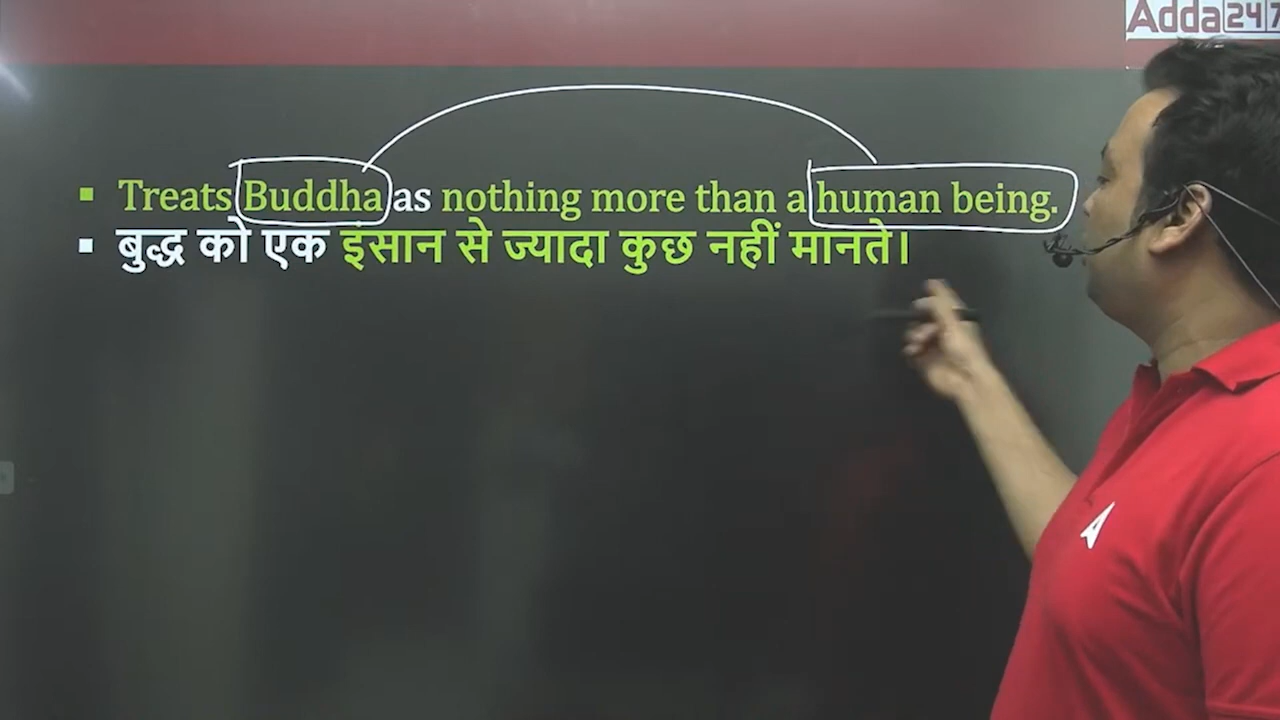 Adda247
Treats Buddha as nothing more than a human being.
बुद्ध को एक इंसान से ज्यादा कुछ नहीं मानते।